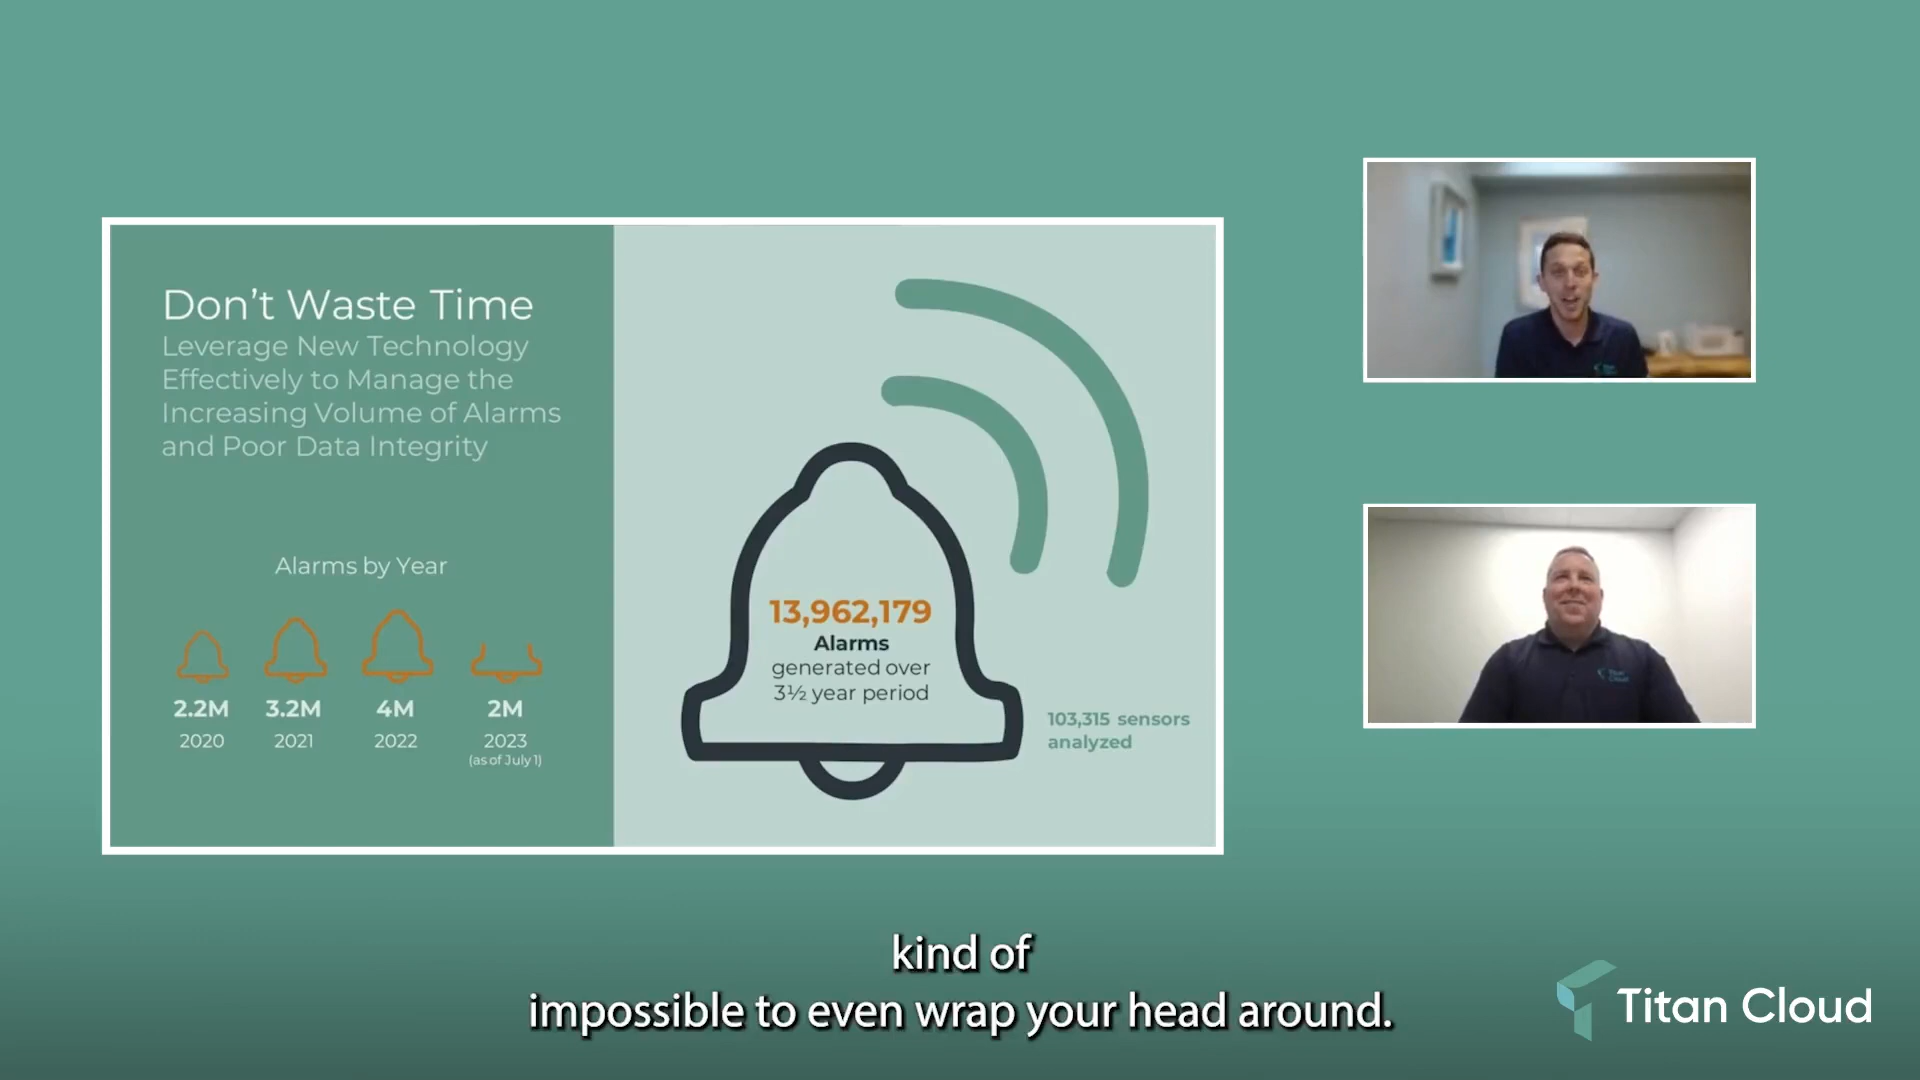 Don't Waste Time
Leverage New Technology
Effectively to Manage the
Increasing Volume of Alarms
and Poor Data Integrity
Alarms by Year
2.2M
2020
3.2M
2021
4M
2022
2M
2023
(as of July 1)
13,962,179
Alarms
generated over
3½ year period
103,315 sensors
analyzed
Titan
Cloud
kind of
impossible to even wrap your head around.
Titan Cloud